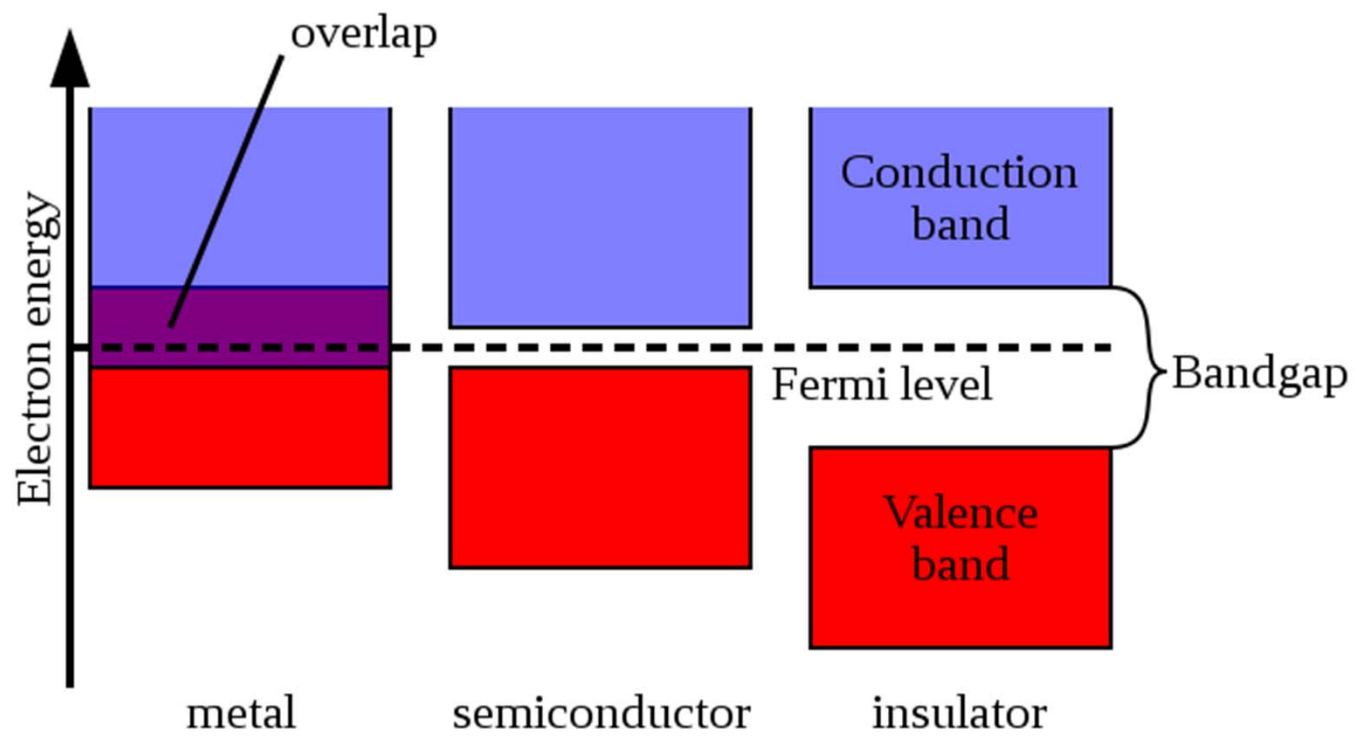 overlap
Electron energy
Conduction
band
Fermi level
Bandgap
Valence
band
metal
semiconductor
insulator